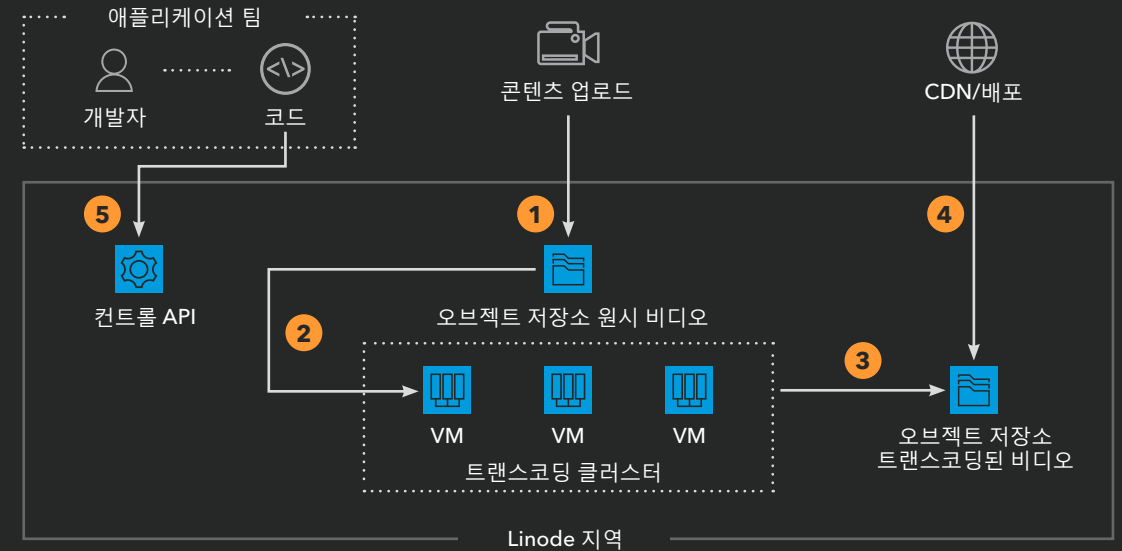 애플리케이션 팀
개발자
코드
콘텐츠 업로드
CDN/배포
5
1
4
컨트롤 API
오브젝트 저장소 원시 비디오
2
3
VM
VM
VM
트랜스코딩 클러스터
오브젝트 저장소
트랜스코딩된 비디오
Linode 지역